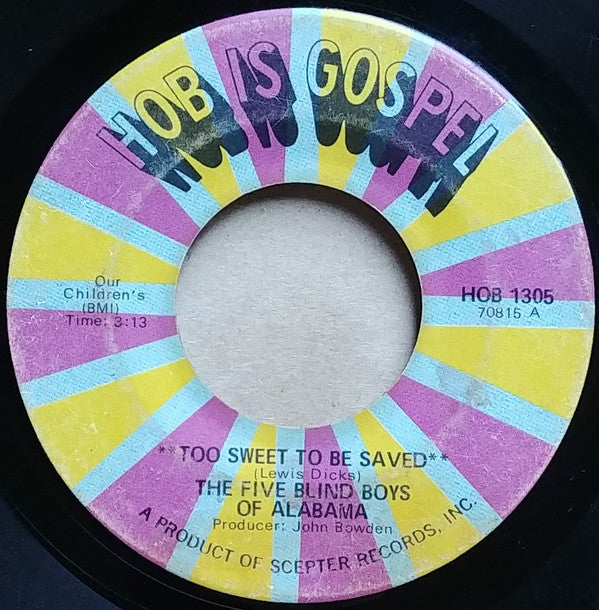 HOB IS GOSPEL
Our
Children's
(BMI)
Time: 3:13
HOB 1305
70815 A
**TOO SWEET TO BE SAVED**
(Lewis Dicks)
THE FIVE BLIND BOYS
OF ALABAMA
Producer: John Bowden
A PRODUCT OF SCEPTER RECORDS, INC.